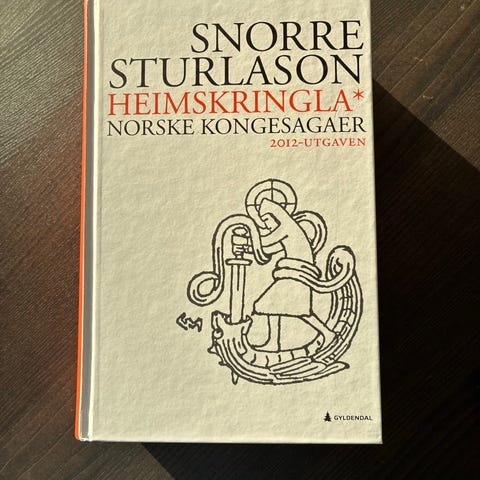 SNORRE
STURLASON
HEIMSKRINGLA*
NORSKE KONGESAGAER
2012-UTGAVEN
GYLDENDAL